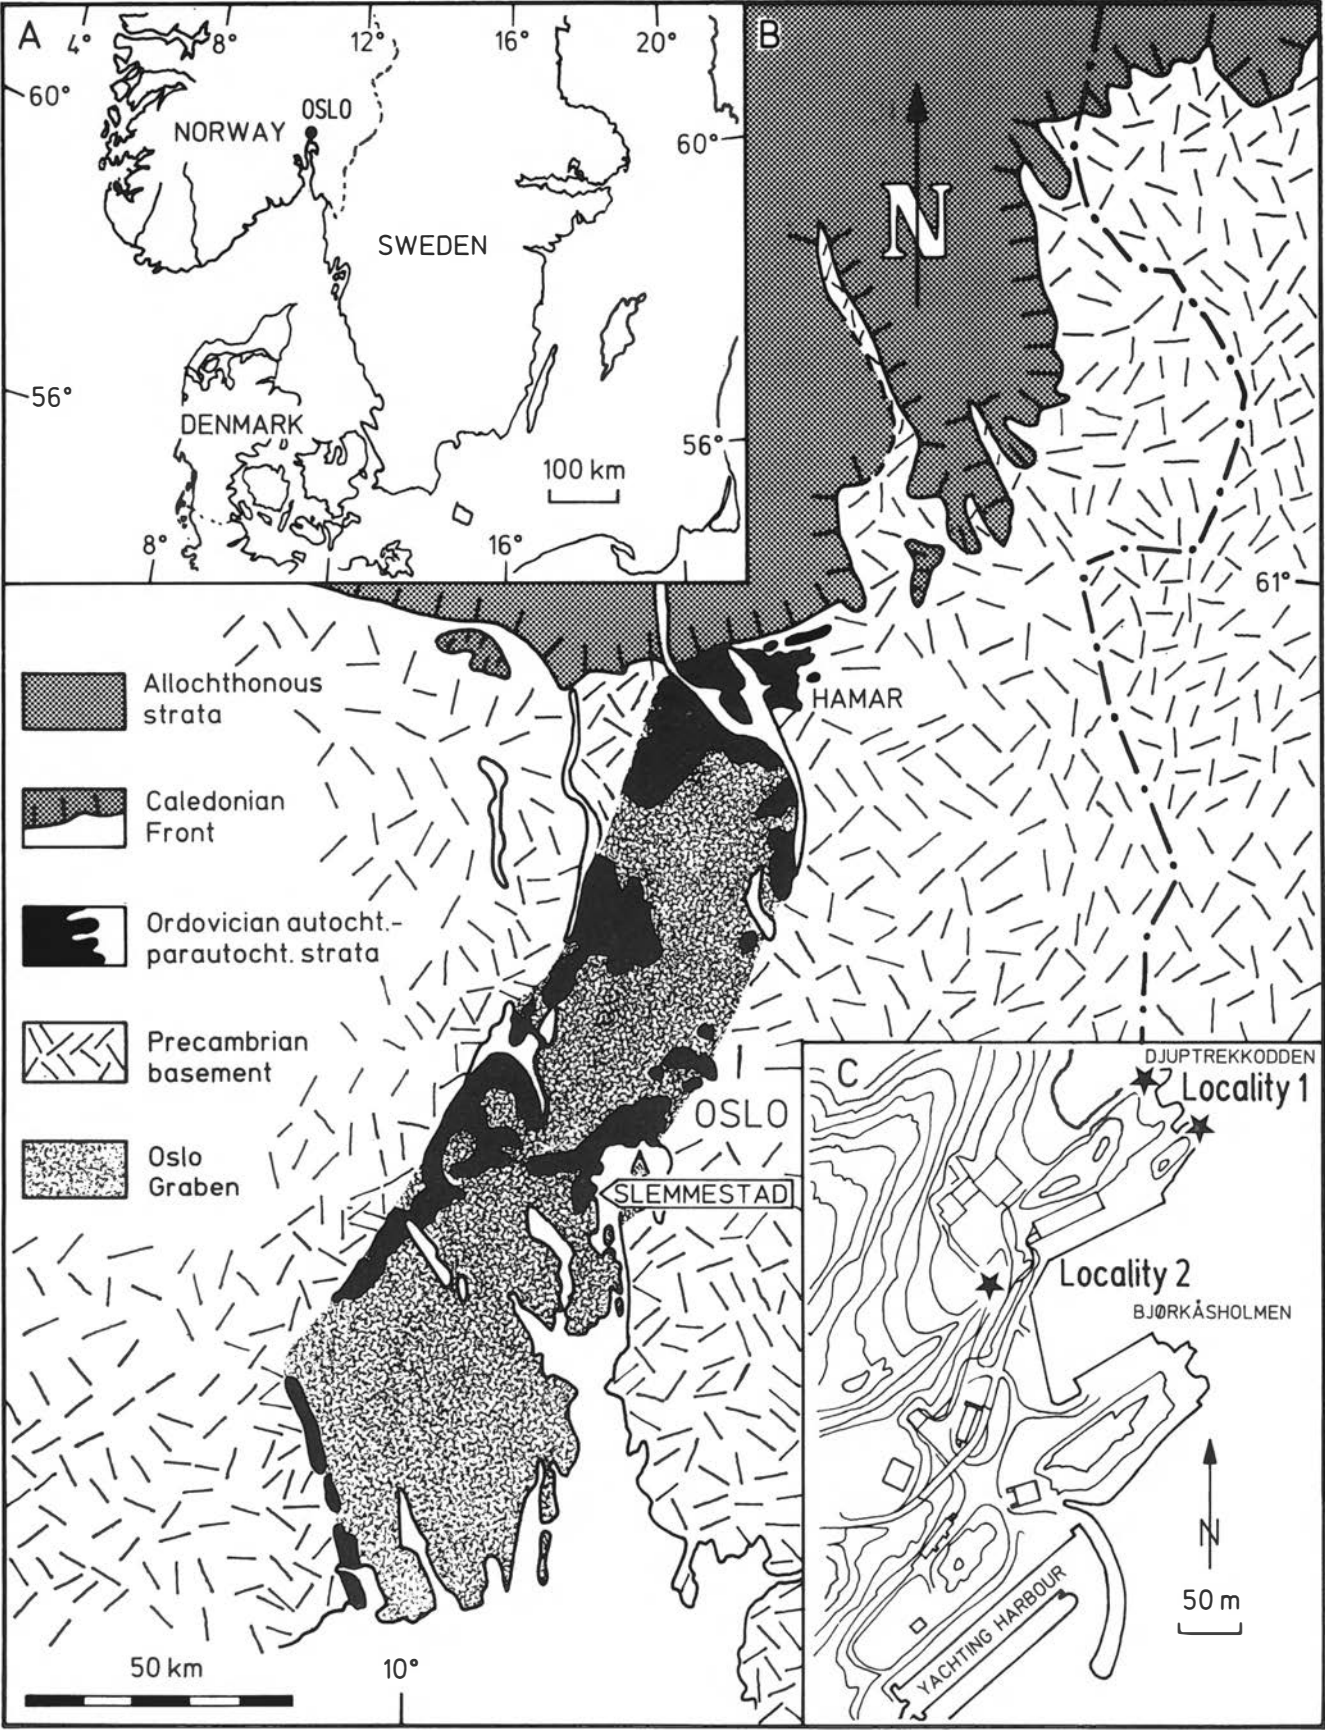 A
4°
8°
12°
16°
20°
60°
OSLO
NORWAY
60°
SWEDEN
56°
DENMARK
56°
100 km
8°
16°
B
N
61°
Allochthonous
strata
HAMAR
Caledonian
Front
Ordovician autocht.-
parautocht. strata
Precambrian
basement
Oslo
Graben
OSLO
SLEMMESTAD
50 km
10°
C
DJUPTREKKODDEN
Locality 1
Locality 2
BJØRKÅSHOLMEN
N
50 m
YACHTING HARBOUR